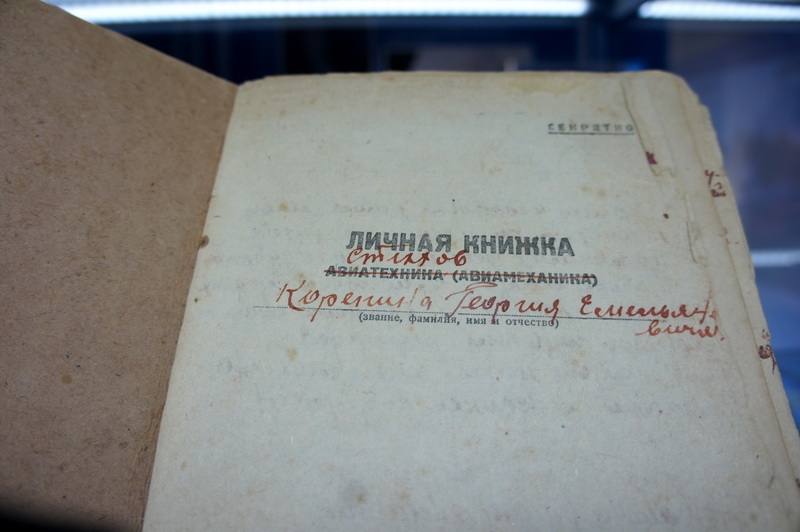 СЕКРЕТНО
ЛИЧНАЯ КНИЖКА
стихов
АВИАТЕХНИКА (АВИАМЕХАНИКА)
Коренина Георгия Емельяно-
вича.
(звание, фамилия, имя и отчество)